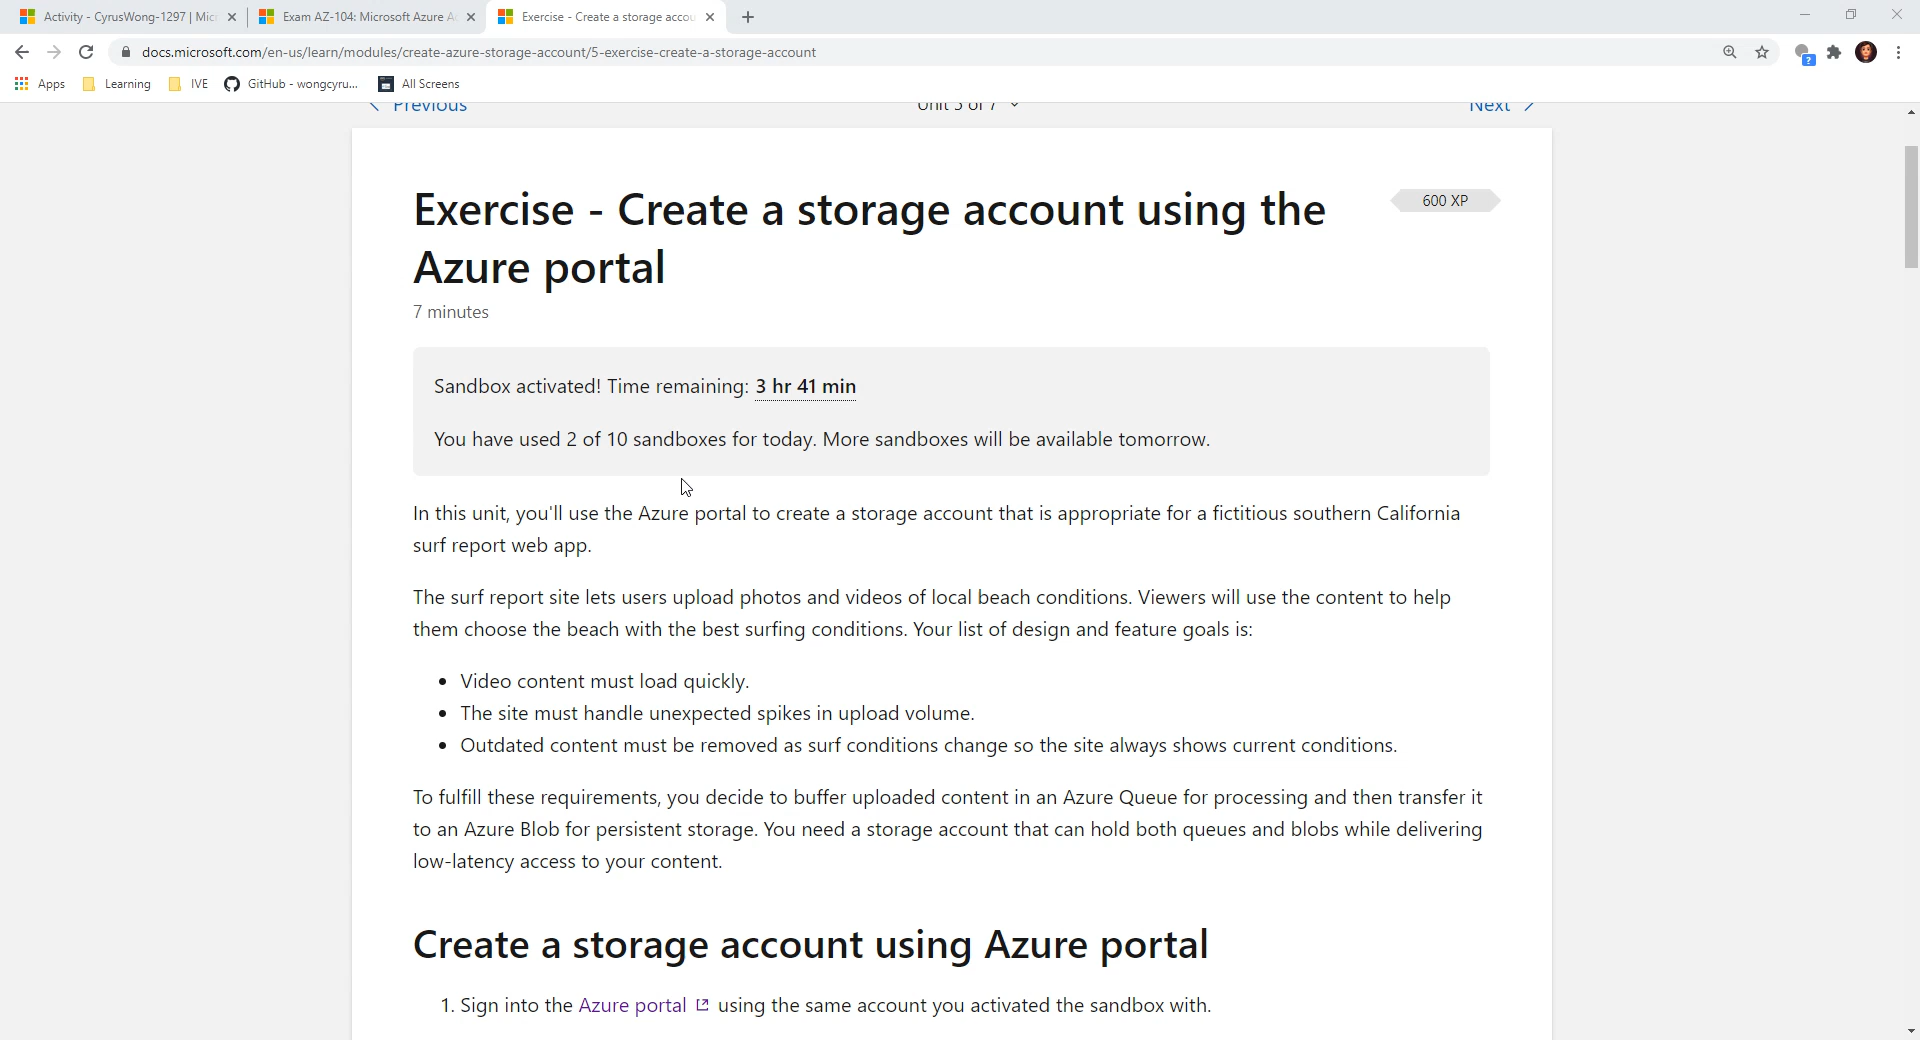 Activity - CyrusWong-1297 | Mic
Exam AZ-104: Microsoft Azure A
Exercise - Create a storage accou
docs.microsoft.com/en-us/learn/modules/create-azure-storage-account/5-exercise-create-a-storage-account
Apps
Learning
IVE
GitHub - wongcyru...
All Screens
Previous
Unit 5 of 7
Next
Exercise - Create a storage account using the
Azure portal
600 XP
7 minutes
Sandbox activated! Time remaining: 3 hr 41 min
You have used 2 of 10 sandboxes for today. More sandboxes will be available tomorrow.
In this unit, you'll use the Azure portal to create a storage account that is appropriate for a fictitious southern California
surf report web app.
The surf report site lets users upload photos and videos of local beach conditions. Viewers will use the content to help
them choose the beach with the best surfing conditions. Your list of design and feature goals is:
• Video content must load quickly.
• The site must handle unexpected spikes in upload volume.
• Outdated content must be removed as surf conditions change so the site always shows current conditions.
To fulfill these requirements, you decide to buffer uploaded content in an Azure Queue for processing and then transfer it
to an Azure Blob for persistent storage. You need a storage account that can hold both queues and blobs while delivering
low-latency access to your content.
Create a storage account using Azure portal
1. Sign into the Azure portal using the same account you activated the sandbox with.